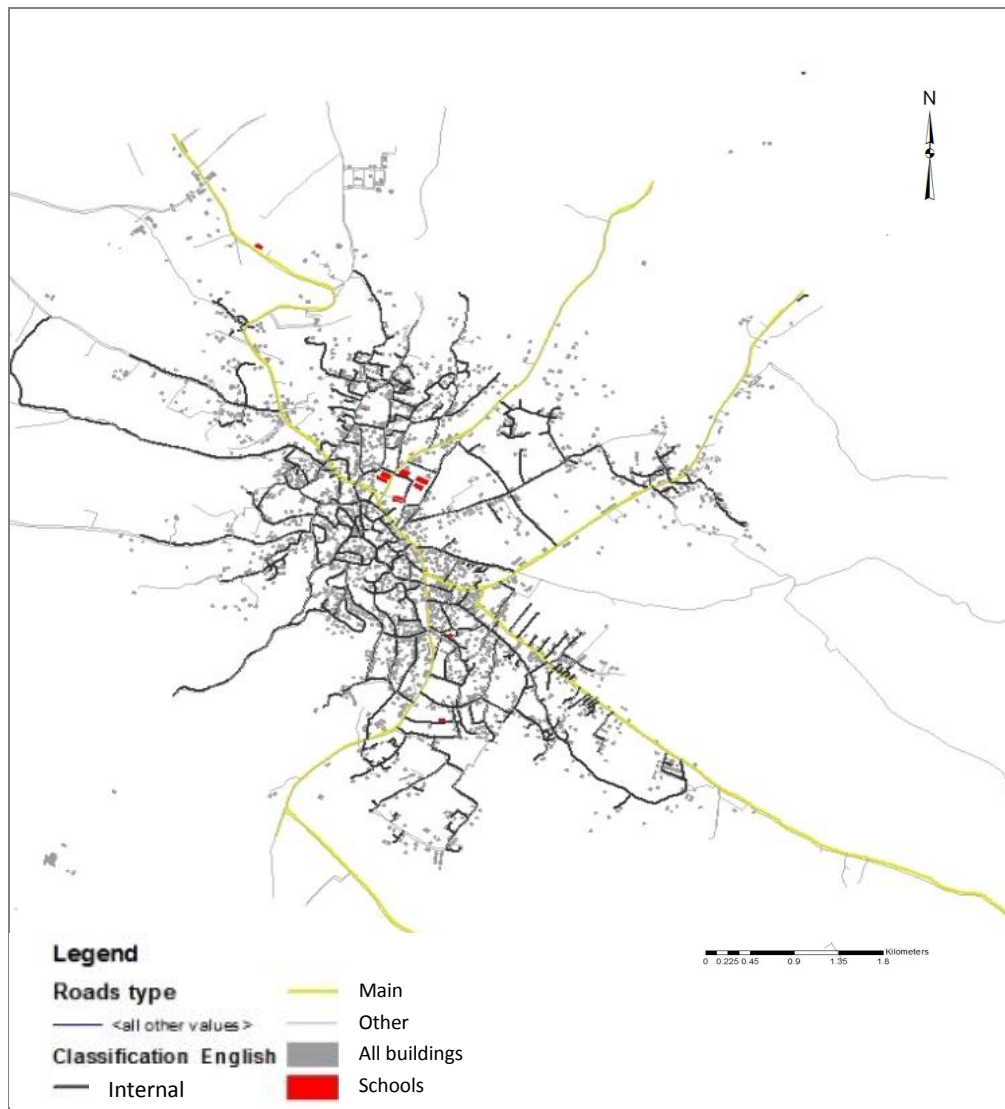 N
Kilometers
0 0.225 0.45 0.9 1.35 1.8
Legend
Roads type
<all other values>
Classification English
Internal
Main
Other
All buildings
Schools